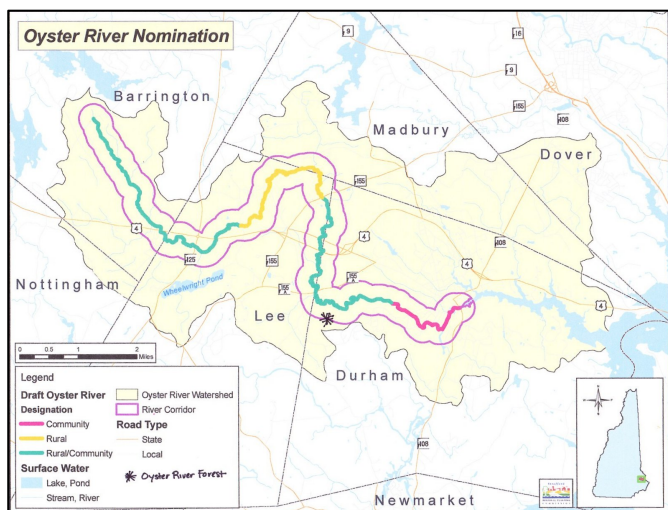 Oyster River Nomination
9
16
Barrington
9
155
108
Madbury
Dover
155
4
4
108
125
155
155
A
4
Nottingham
Wheelwright Pond
155
A
4
Lee
0 0.5 1 2
Miles
Durham
Legend
Draft Oyster River
Designation
Community
Rural
Rural/Community
Surface Water
Lake, Pond
Stream, River
Oyster River Watershed
River Corridor
Road Type
State
Local
Oyster River Forest
108
Newmarket